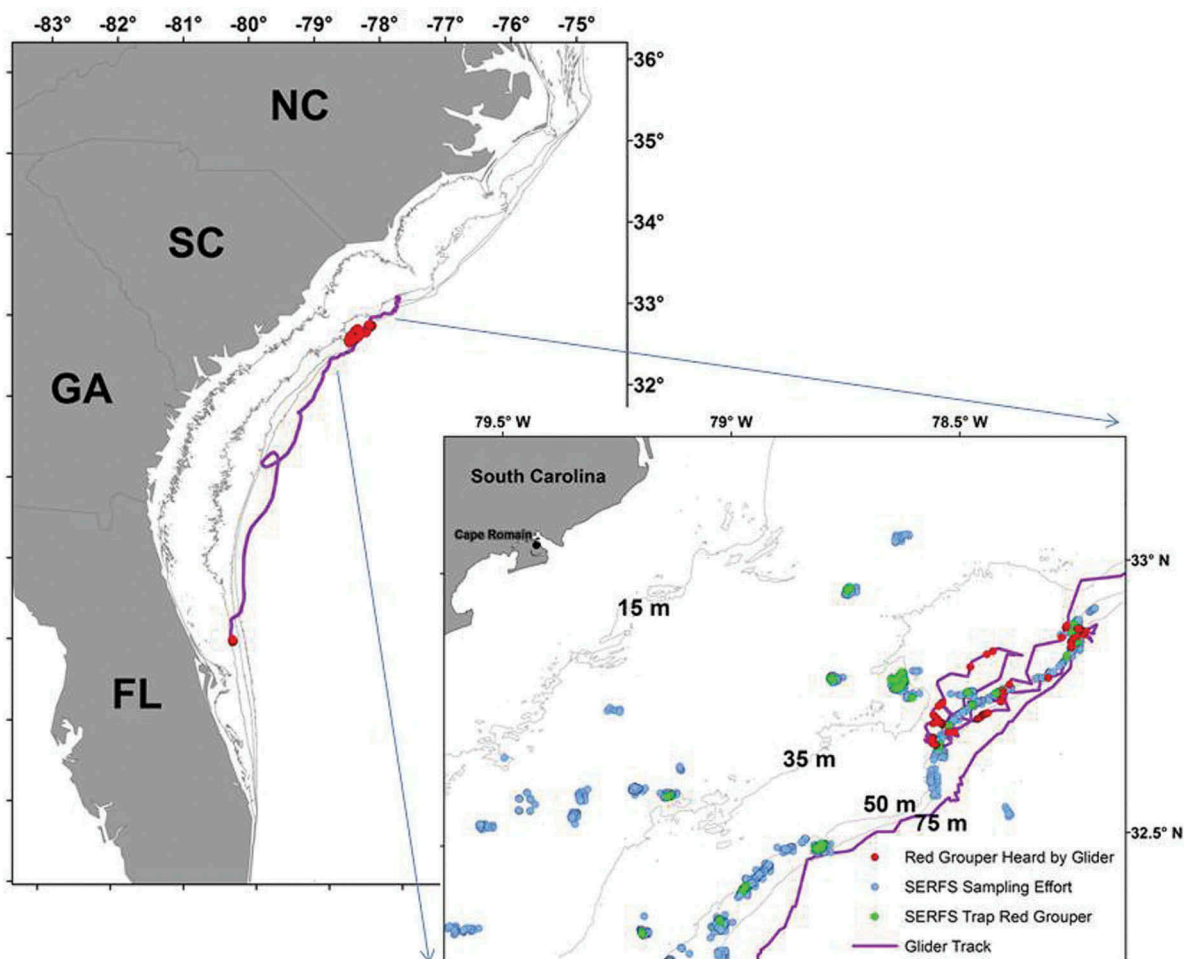 -83° -82° -81° -80° -79° -78° -77° -76° -75°
36°
NC
35°
SC
34°
33°
GA
32°
79.5° W 79° W 78.5° W
South Carolina
Cape Romain
33° N
15 m
FL
35 m
50 m
75 m
32.5° N
Red Grouper Heard by Glider
SERFS Sampling Effort
SERFS Trap Red Grouper
Glider Track